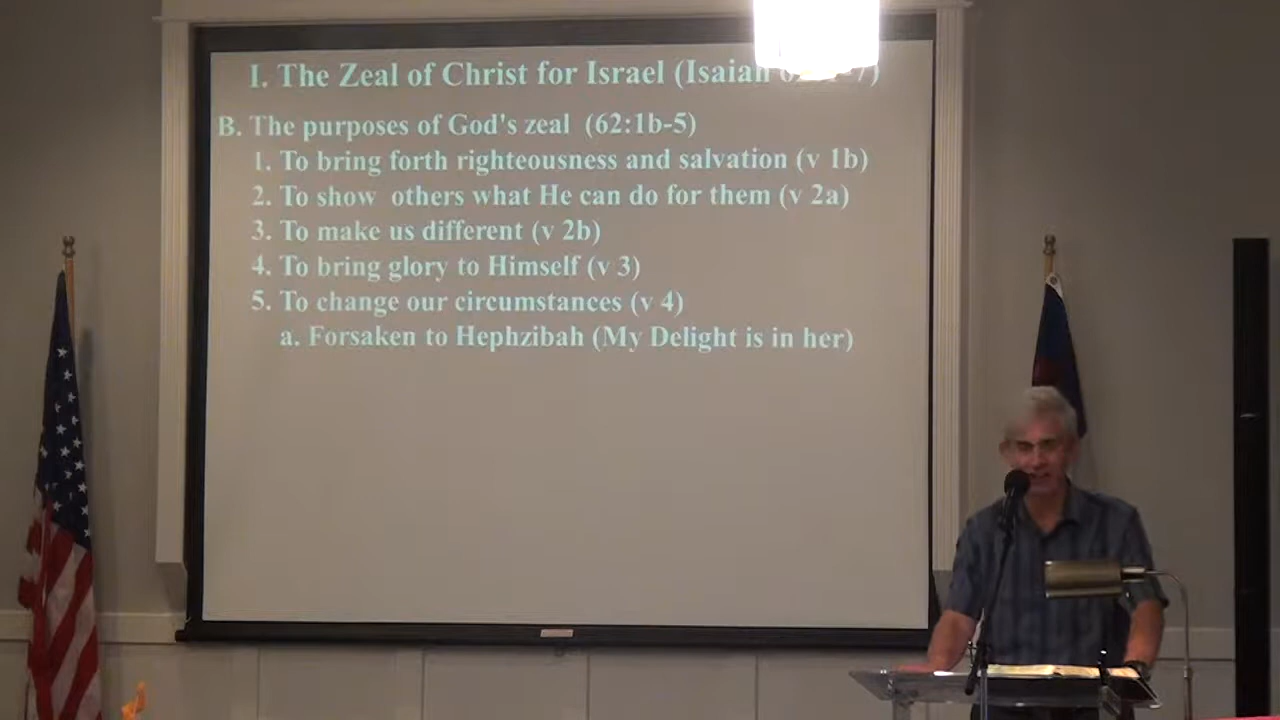 I. The Zeal of Christ for Israel (Isaiah
B. The purposes of God's zeal (62:1b-5)
1. To bring forth righteousness and salvation (v 1b)
2. To show others what He can do for them (v 2a)
3. To make us different (v 2b)
4. To bring glory to Himself (v 3)
5. To change our circumstances (v 4)
a. Forsaken to Hephzibah (My Delight is in her)